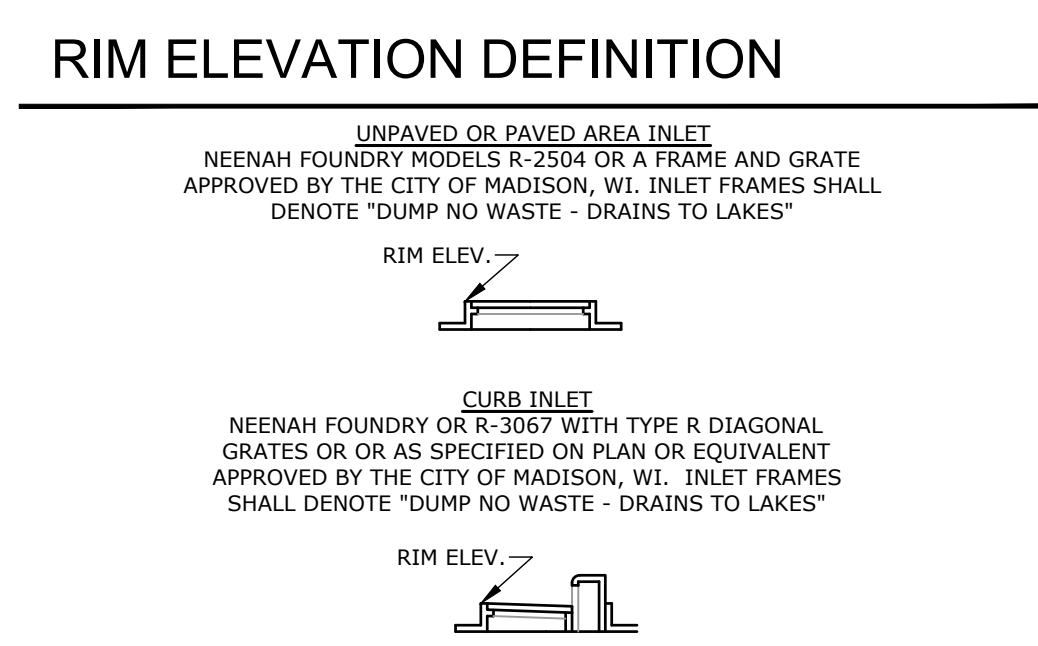 RIM ELEVATION DEFINITION
UNPAVED OR PAVED AREA INLET
NEENAH FOUNDRY MODELS R-2504 OR A FRAME AND GRATE
APPROVED BY THE CITY OF MADISON, WI. INLET FRAMES SHALL
DENOTE "DUMP NO WASTE - DRAINS TO LAKES"
RIM ELEV.
CURB INLET
NEENAH FOUNDRY OR R-3067 WITH TYPE R DIAGONAL
GRATES OR OR AS SPECIFIED ON PLAN OR EQUIVALENT
APPROVED BY THE CITY OF MADISON, WI. INLET FRAMES
SHALL DENOTE "DUMP NO WASTE - DRAINS TO LAKES"
RIM ELEV.